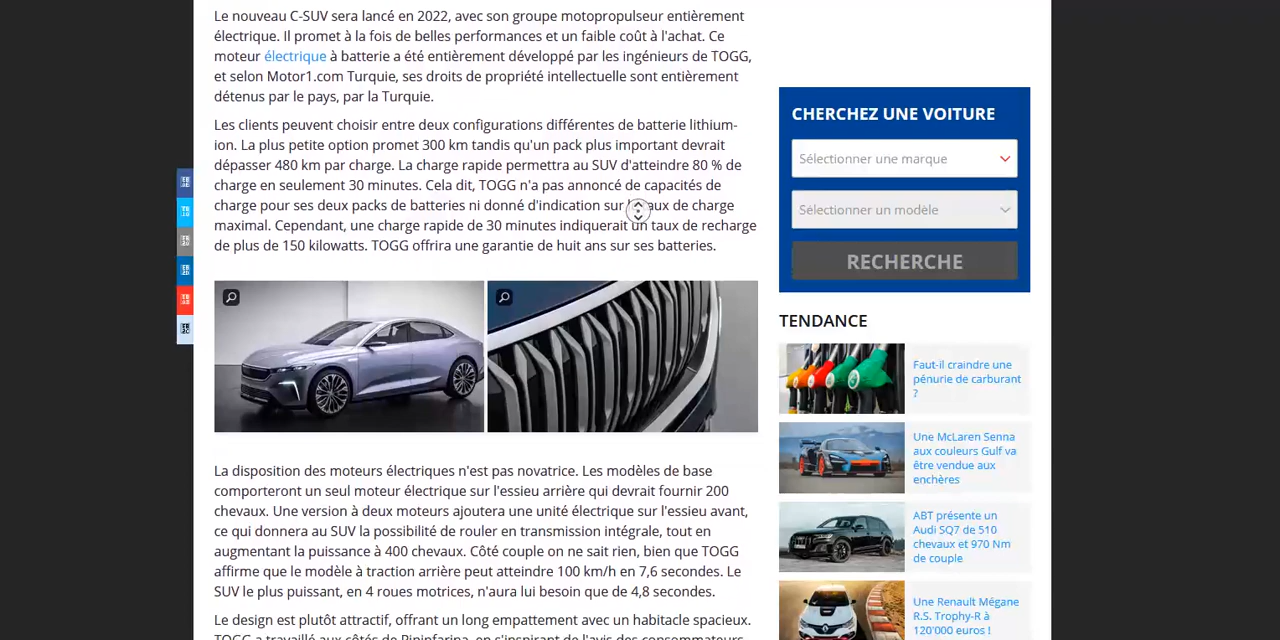 Le nouveau C-SUV sera lancé en 2022, avec son groupe motopropulseur entièrement
électrique. Il promet à la fois de belles performances et un faible coût à l'achat. Ce
moteur électrique à batterie a été entièrement développé par les ingénieurs de TOGG,
et selon Motor1.com Turquie, ses droits de propriété intellectuelle sont entièrement
détenus par le pays, par la Turquie.
Les clients peuvent choisir entre deux configurations différentes de batterie lithium-
ion. La plus petite option promet 300 km tandis qu'un pack plus important devrait
dépasser 480 km par charge. La charge rapide permettra au SUV d'atteindre 80 % de
charge en seulement 30 minutes. Cela dit, TOGG n'a pas annoncé de capacités de
charge pour ses deux packs de batteries ni donné d'indication sur taux de charge
maximal. Cependant, une charge rapide de 30 minutes indiquerait un taux de recharge
de plus de 150 kilowatts. TOGG offrira une garantie de huit ans sur ses batteries.
La disposition des moteurs électriques n'est pas novatrice. Les modèles de base
comporteront un seul moteur électrique sur l'essieu arrière qui devrait fournir 200
chevaux. Une version à deux moteurs ajoutera une unité électrique sur l'essieu avant,
ce qui donnera au SUV la possibilité de rouler en transmission intégrale, tout en
augmentant la puissance à 400 chevaux. Côté couple on ne sait rien, bien que TOGG
affirme que le modèle à traction arrière peut atteindre 100 km/h en 7,6 secondes. Le
SUV le plus puissant, en 4 roues motrices, n'aura lui besoin que de 4,8 secondes.
Le design est plutôt attractif, offrant un long empattement avec un habitacle spacieux.
TOGG a travaillé aux côtés de Pininfarina, en s'inspirant de l'avis des consommateurs
CHERCHEZ UNE VOITURE
Sélectionner une marque
Sélectionner un modèle
RECHERCHE
TENDANCE
Faut-il craindre une
pénurie de carburant
?
Une McLaren Senna
aux couleurs Gulf va
être vendue aux
enchères
ABT présente un
Audi SQ7 de 510
chevaux et 970 Nm
de couple
Une Renault Mégane
R.S. Trophy-R à
120'000 euros !